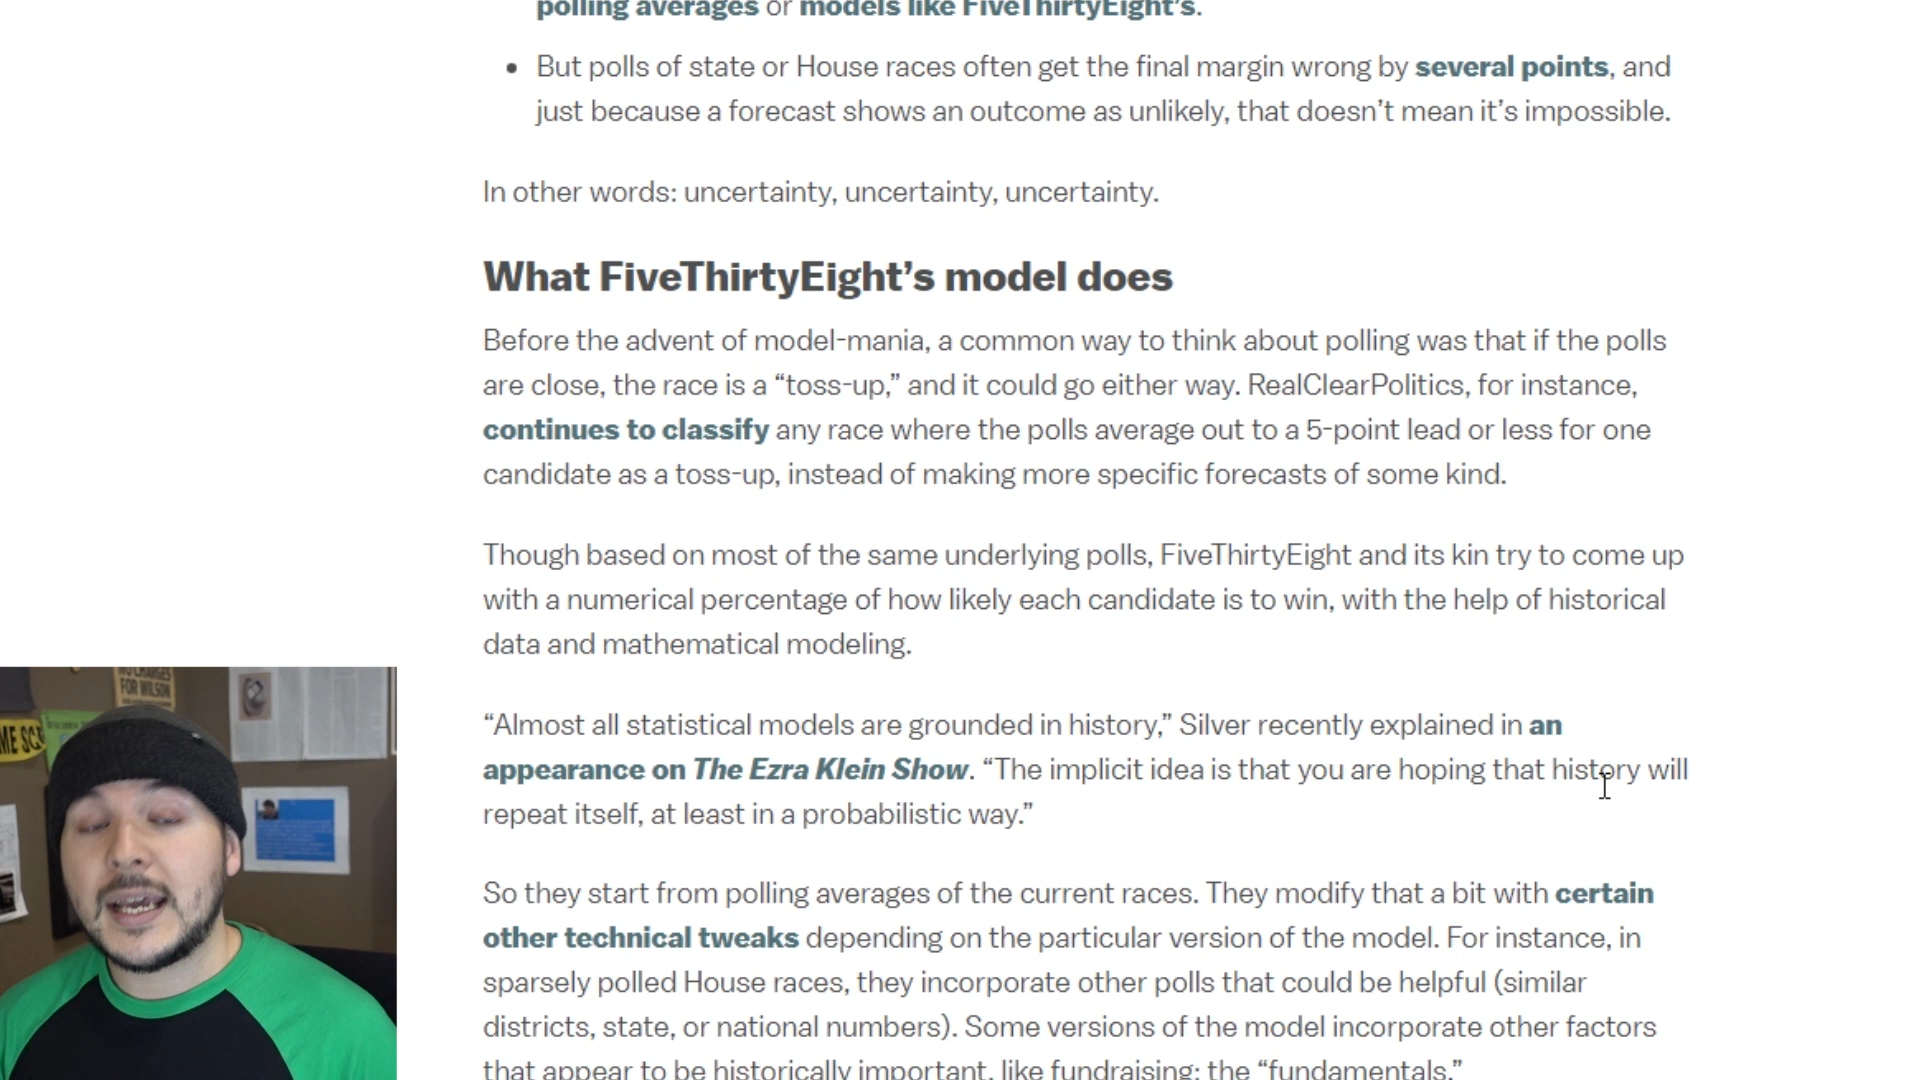 polling averages or models like FiveThirtyEight’s.
• But polls of state or House races often get the final margin wrong by several points, and
just because a forecast shows an outcome as unlikely, that doesn’t mean it’s impossible.
In other words: uncertainty, uncertainty, uncertainty.
What FiveThirtyEight’s model does
Before the advent of model-mania, a common way to think about polling was that if the polls
are close, the race is a “toss-up,” and it could go either way. RealClearPolitics, for instance,
continues to classify any race where the polls average out to a 5-point lead or less for one
candidate as a toss-up, instead of making more specific forecasts of some kind.
Though based on most of the same underlying polls, FiveThirtyEight and its kin try to come up
with a numerical percentage of how likely each candidate is to win, with the help of historical
data and mathematical modeling.
“Almost all statistical models are grounded in history,” Silver recently explained in an
appearance on The Ezra Klein Show. “The implicit idea is that you are hoping that history will
repeat itself, at least in a probabilistic way.”
So they start from polling averages of the current races. They modify that a bit with certain
other technical tweaks depending on the particular version of the model. For instance, in
sparsely polled House races, they incorporate other polls that could be helpful (similar
districts, state, or national numbers). Some versions of the model incorporate other factors
that appear to be historically important, like fundraising: the “fundamentals.”
NO CHARGES
FOR WILSON